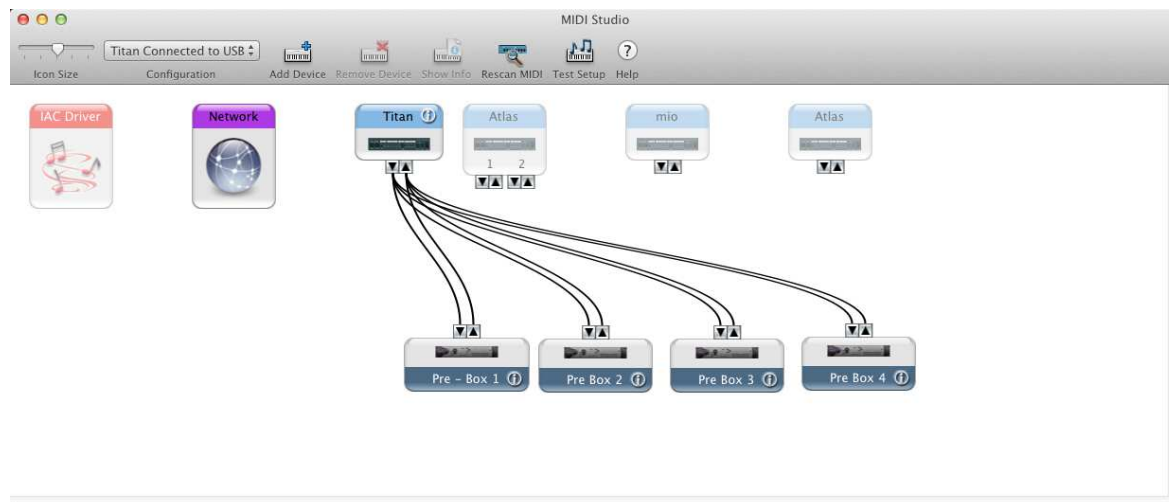 MIDI Studio
Titan Connected to USB
?
Icon Size Configuration Add Device Remove Device Show Info Rescan MIDI Test Setup Help
IAC Driver Network Titan Atlas mio Atlas
1 2
Pre - Box 1 Pre Box 2 Pre Box 3 Pre Box 4